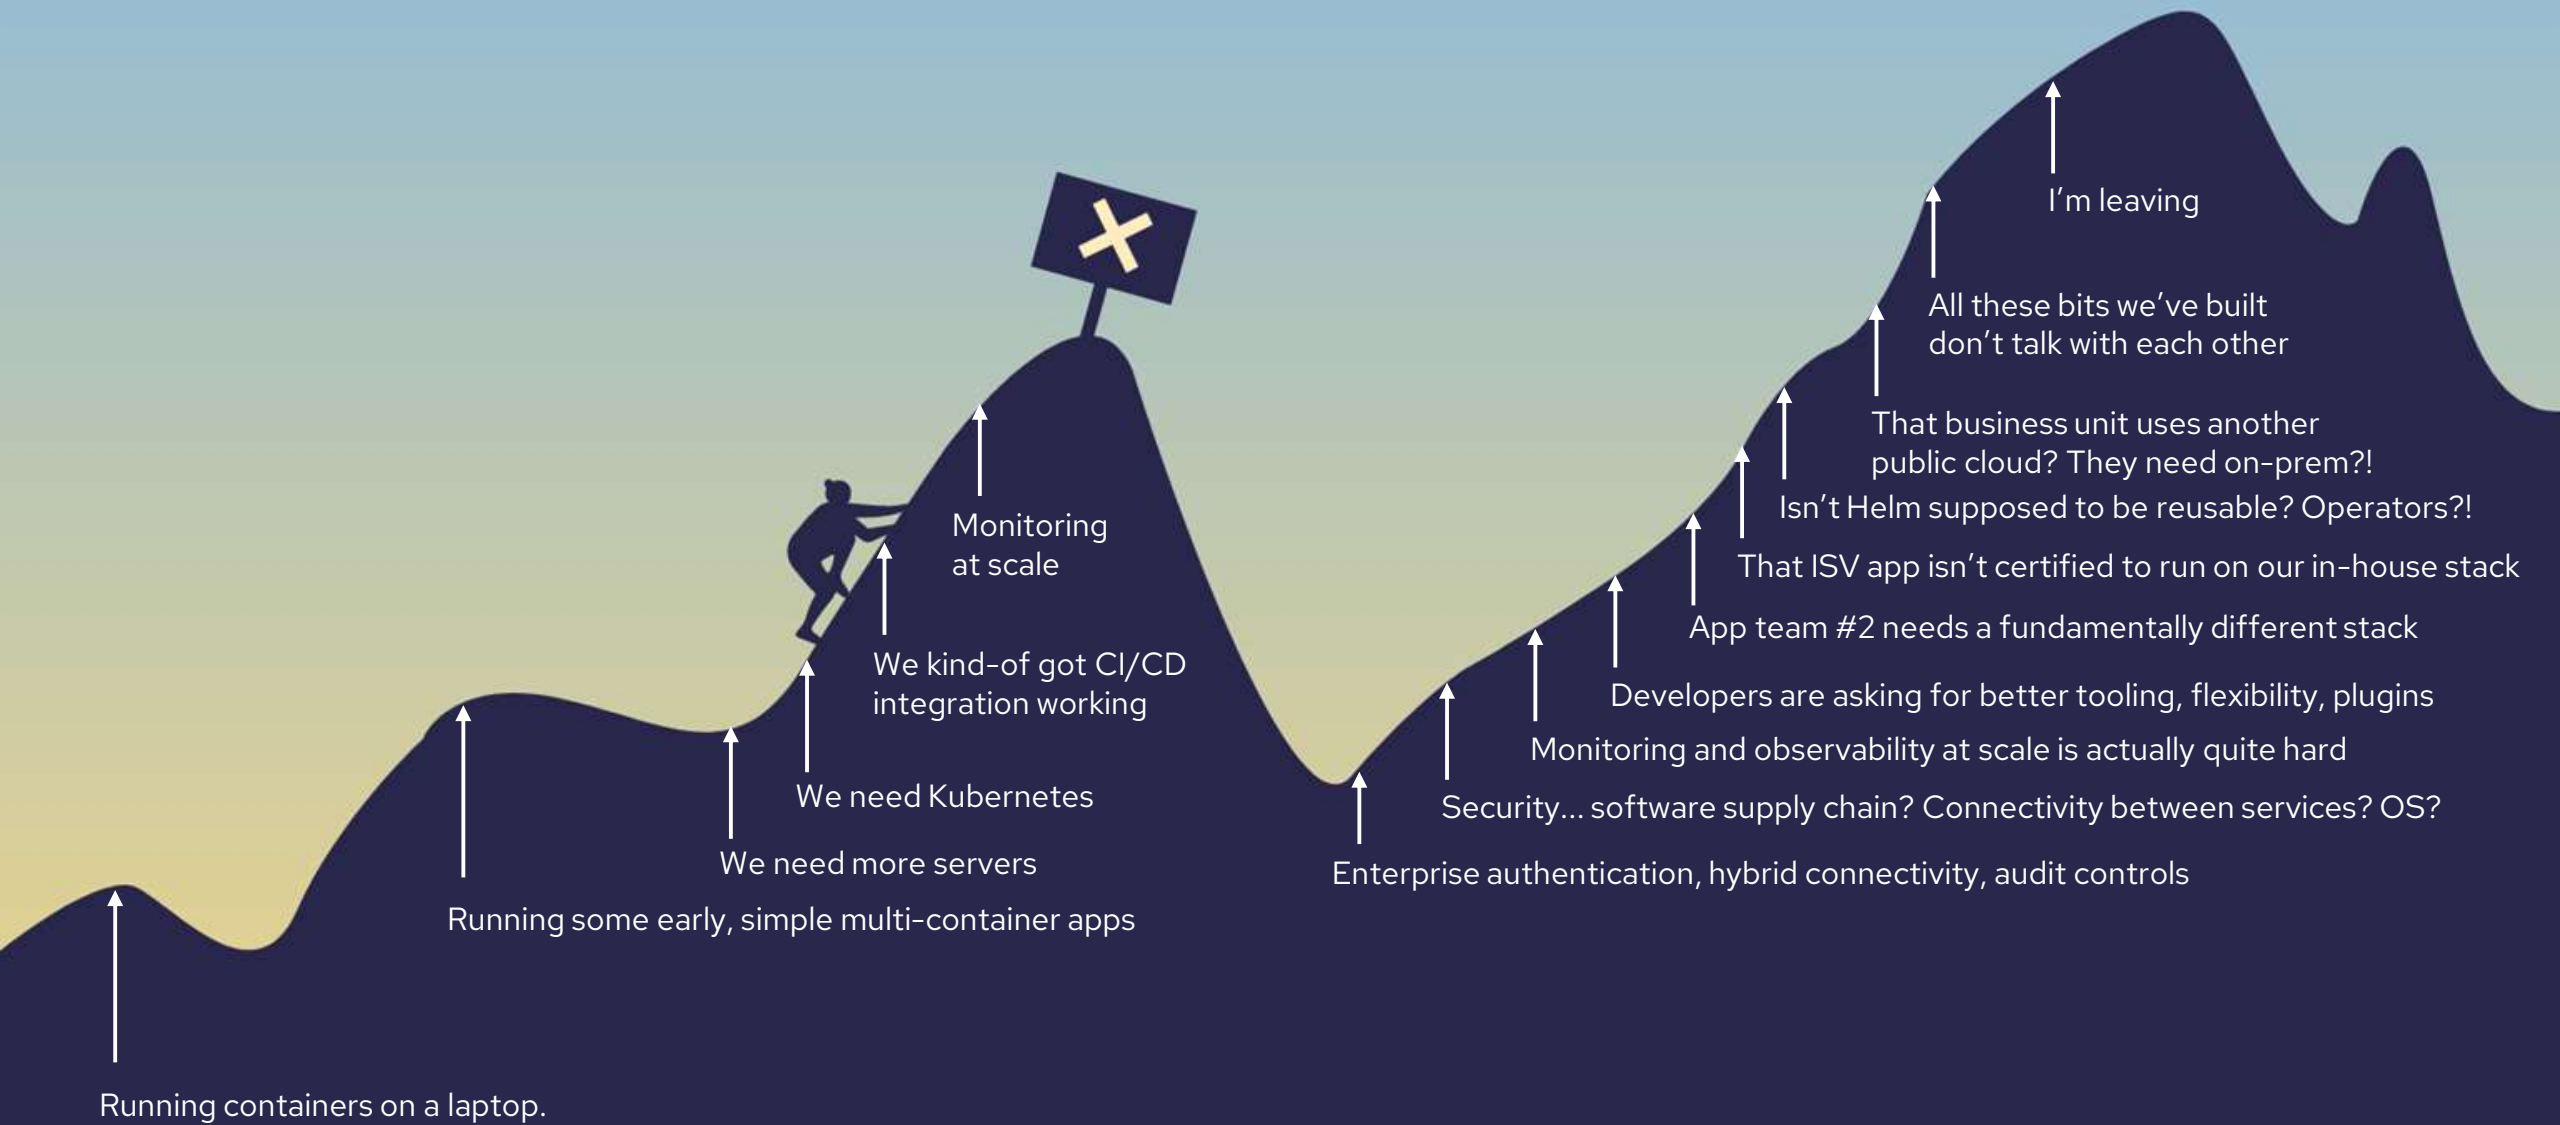 Running containers on a laptop.
Running some early, simple multi-container apps
We need more servers
We need Kubernetes
We kind-of got CI/CD
integration working
Monitoring
at scale
Enterprise authentication, hybrid connectivity, audit controls
Security... software supply chain? Connectivity between services? OS?
Monitoring and observability at scale is actually quite hard
Developers are asking for better tooling, flexibility, plugins
App team #2 needs a fundamentally different stack
That ISV app isn’t certified to run on our in-house stack
Isn’t Helm supposed to be reusable? Operators?!
That business unit uses another
public cloud? They need on-prem?!
All these bits we’ve built
don’t talk with each other
I’m leaving